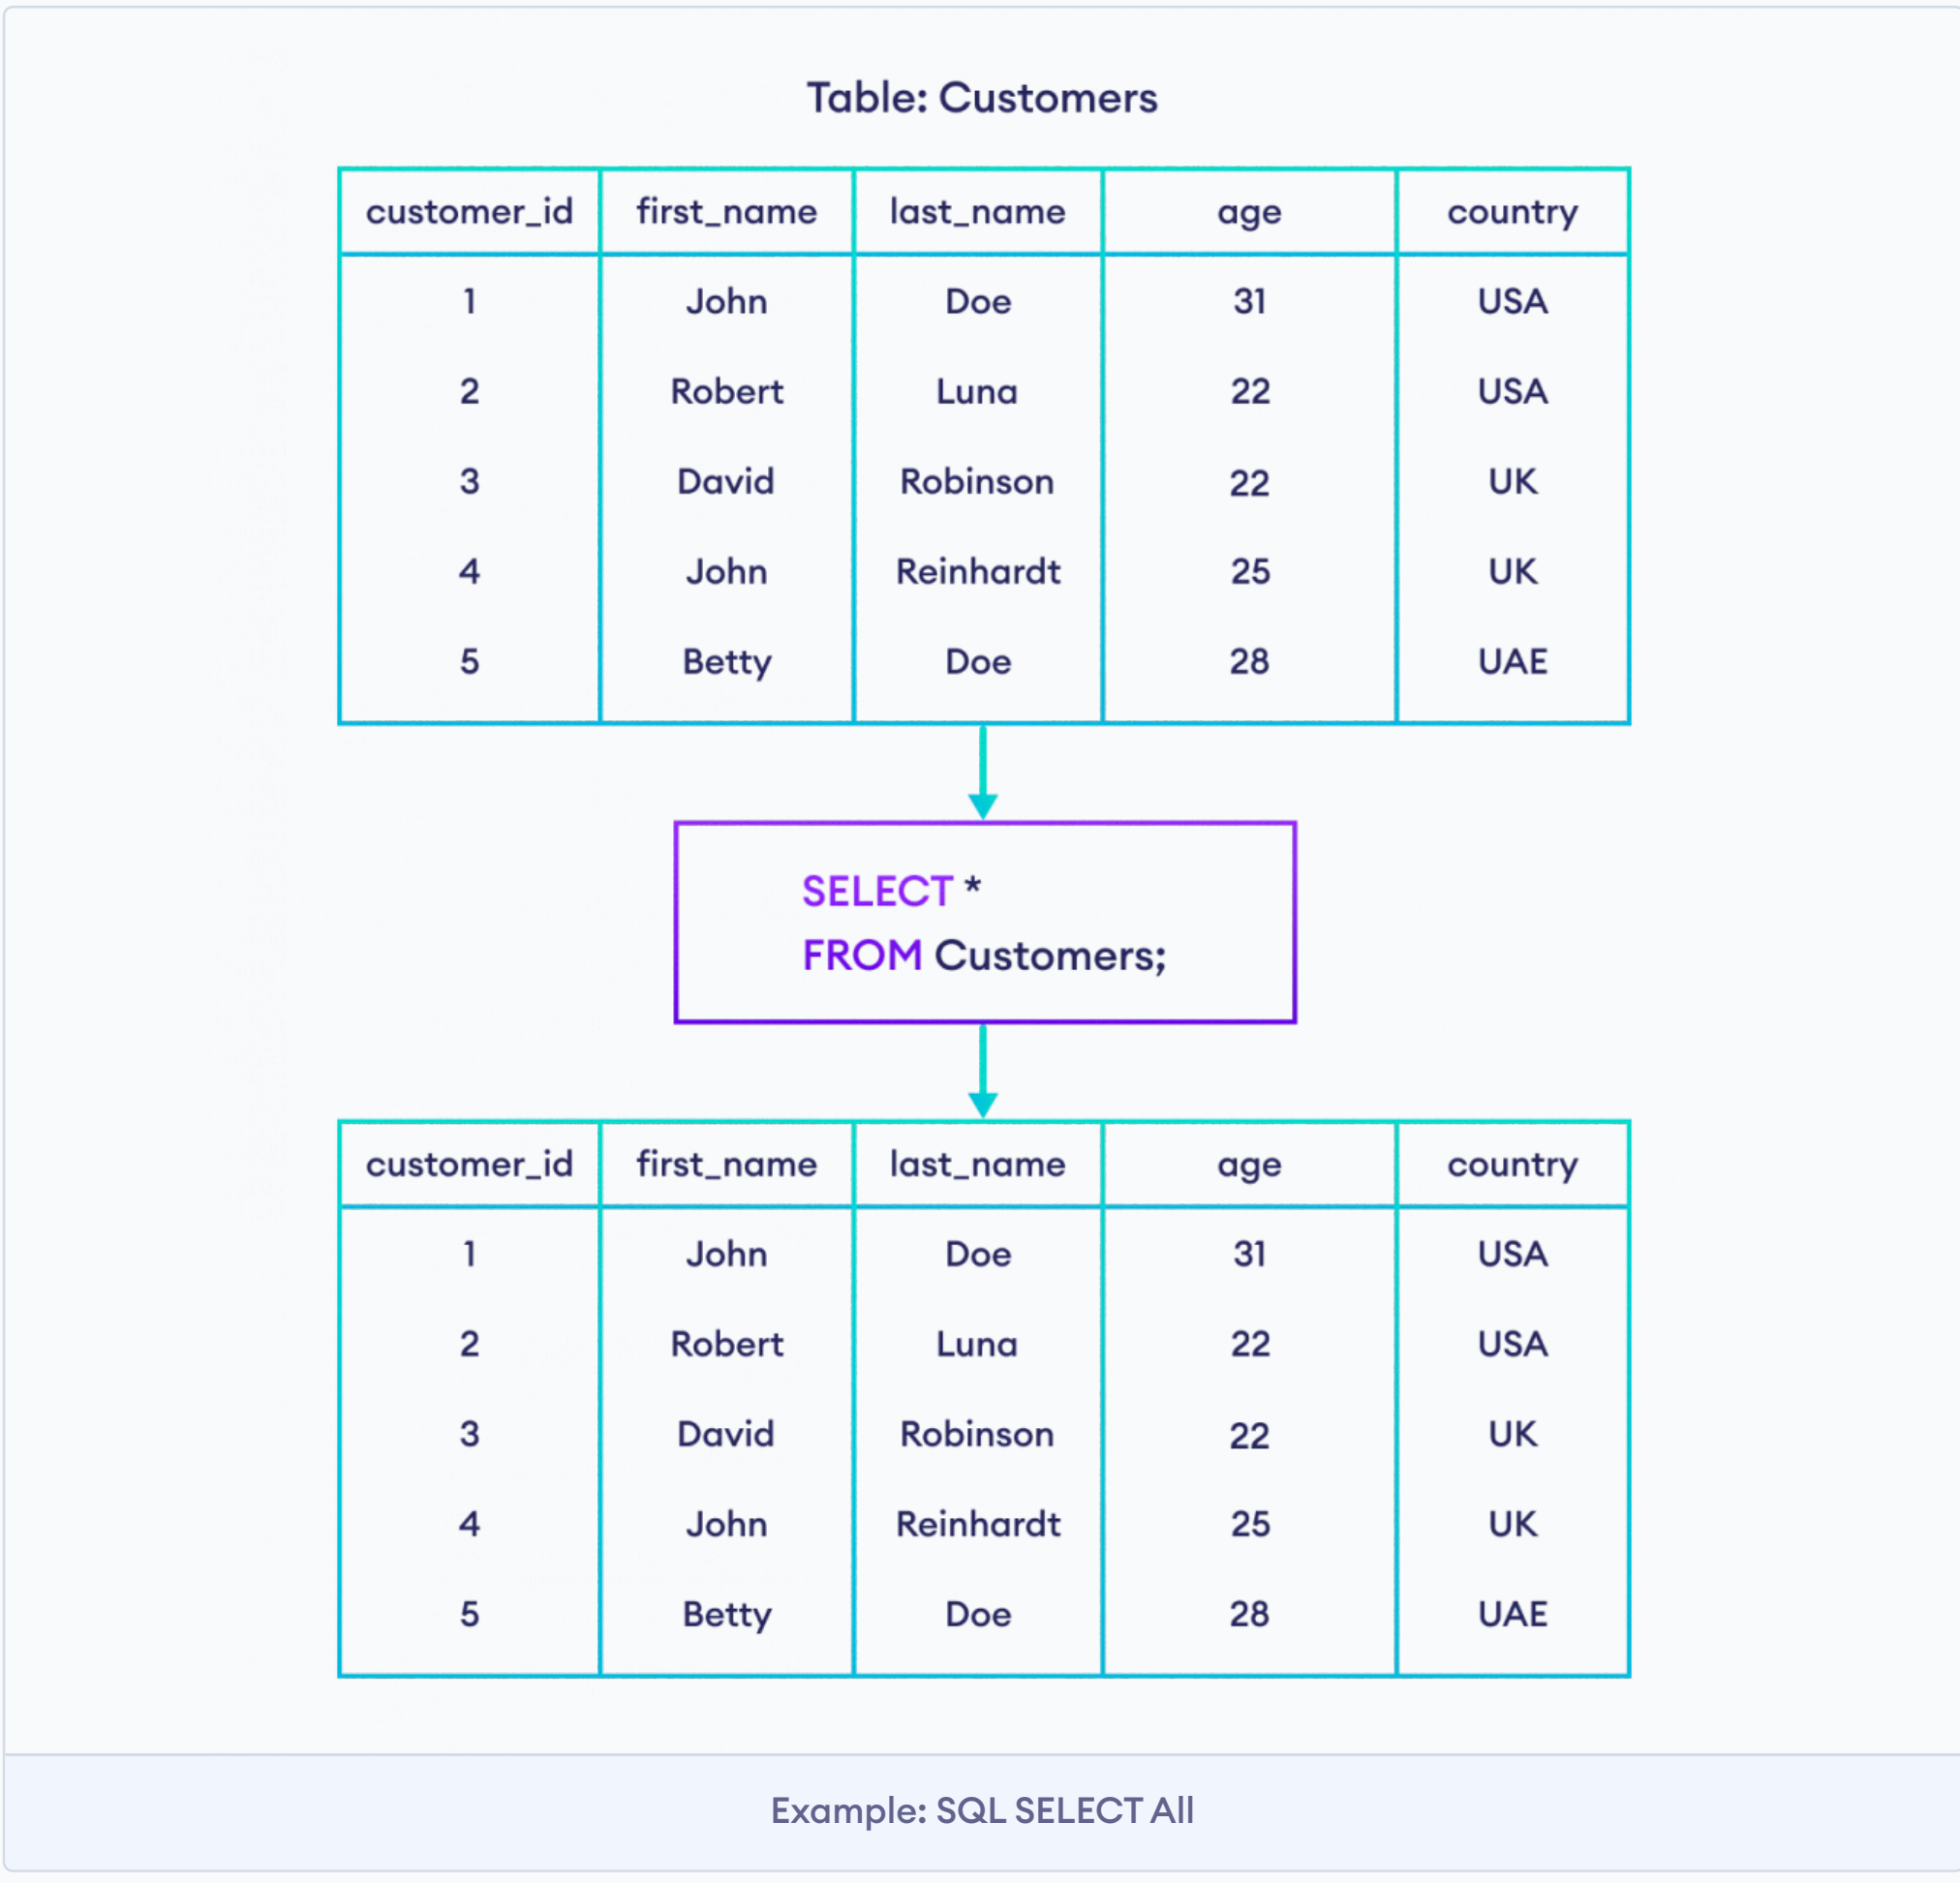 Table: Customers
customer_id first_name last_name age country
1 John Doe 31 USA
2 Robert Luna 22 USA
3 David Robinson 22 UK
4 John Reinhardt 25 UK
5 Betty Doe 28 UAE
SELECT *
FROM Customers;
customer_id first_name last_name age country
1 John Doe 31 USA
2 Robert Luna 22 USA
3 David Robinson 22 UK
4 John Reinhardt 25 UK
5 Betty Doe 28 UAE
Example: SQL SELECT All